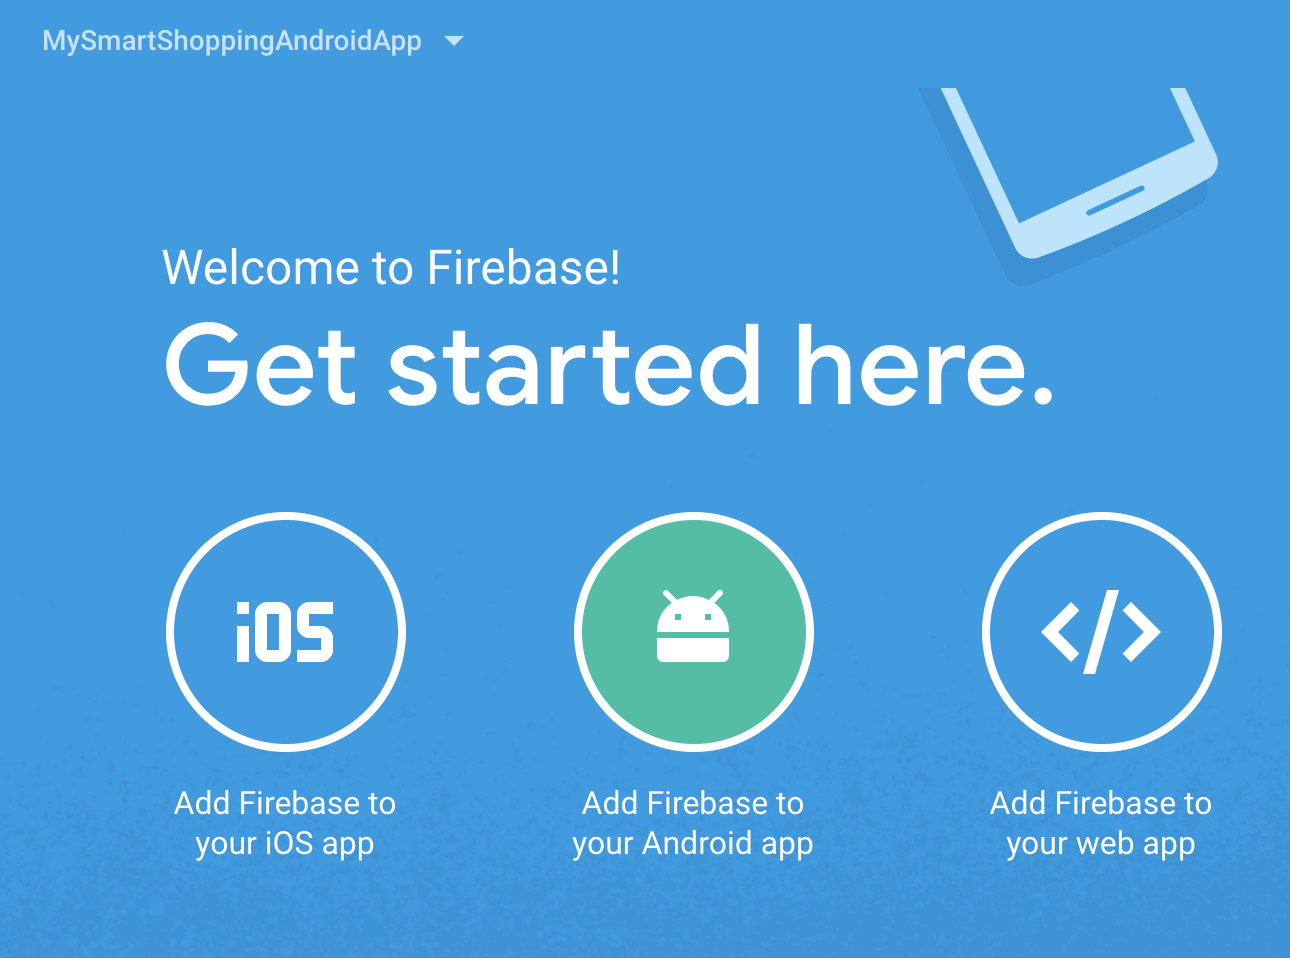 MySmartShoppingAndroidApp
Welcome to Firebase!
Get started here.
iOS
Add Firebase to
your iOS app
</>
Add Firebase to
your Android app
Add Firebase to
your web app